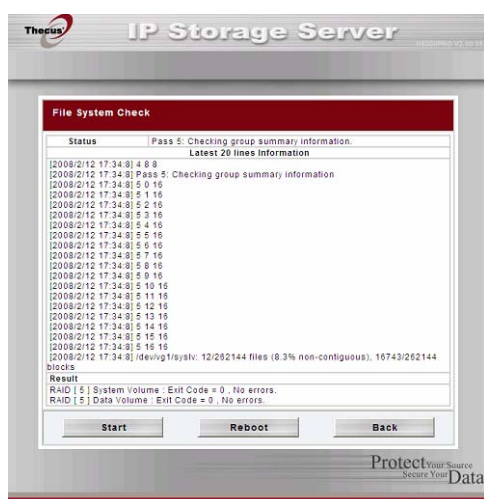 Thecus
IP Storage Server
File System Check
Status Pass 5: Checking group summary information.
Latest 20 lines Information
[2008/2/12 17:34:8] 4 8 8
[2008/2/12 17:34:8] Pass 5: Checking group summary information
[2008/2/12 17:34:8] 5 0 16
[2008/2/12 17:34:8] 5 1 16
[2008/2/12 17:34:8] 5 2 16
[2008/2/12 17:34:8] 5 3 16
[2008/2/12 17:34:8] 5 4 16
[2008/2/12 17:34:8] 5 5 16
[2008/2/12 17:34:8] 5 6 16
[2008/2/12 17:34:8] 5 7 16
[2008/2/12 17:34:8] 5 8 16
[2008/2/12 17:34:8] 5 9 16
[2008/2/12 17:34:8] 5 10 16
[2008/2/12 17:34:8] 5 11 16
[2008/2/12 17:34:8] 5 12 16
[2008/2/12 17:34:8] 5 13 16
[2008/2/12 17:34:8] 5 14 16
[2008/2/12 17:34:8] 5 15 16
[2008/2/12 17:34:8] 5 16 16
[2008/2/12 17:34:8] /dev/vg1/syslv: 12/262144 files (8.3% non-contiguous), 16743/262144
blocks
Result
RAID [ 5 ] System Volume : Exit Code = 0 , No errors.
RAID [ 5 ] Data Volume : Exit Code = 0 , No errors.
Start Reboot Back
Protect Your Source
Secure Your Data